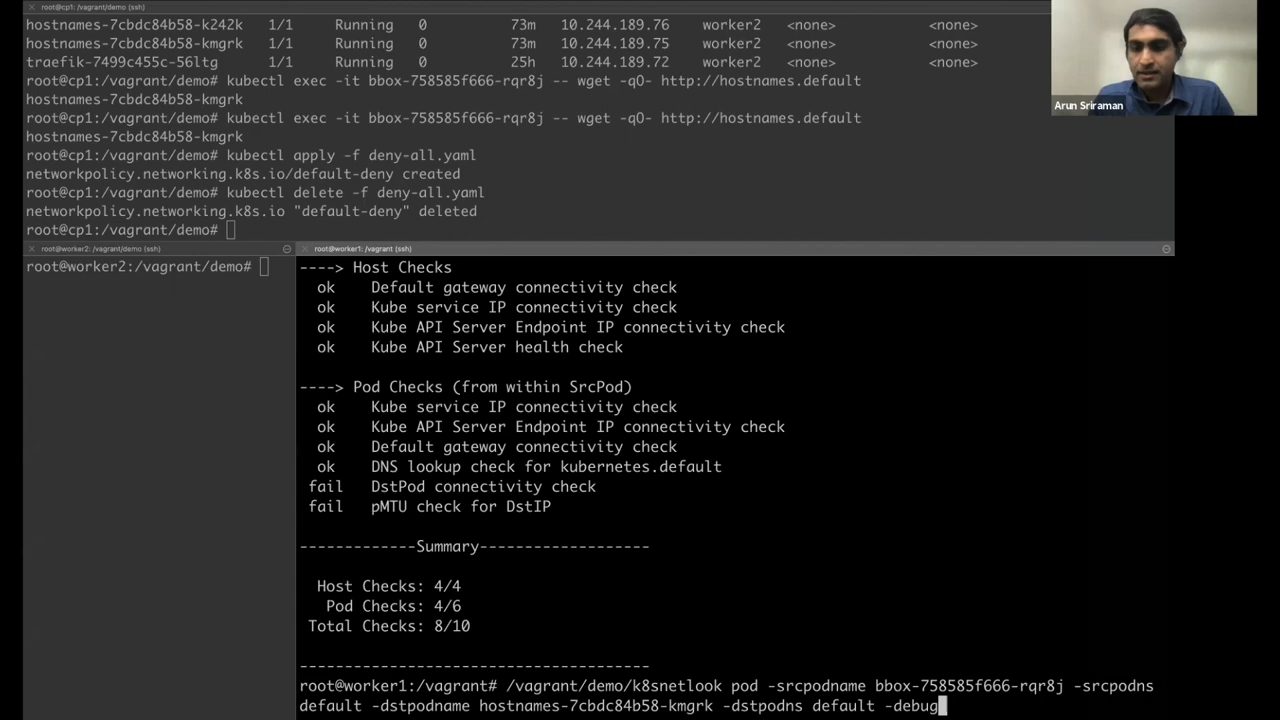 root@cp1: /vagrant/demo (ssh)
hostnames-7cbdc84b58-k242k 1/1 Running 0 73m 10.244.189.76 worker2 <none> <none>
hostnames-7cbdc84b58-kmgrk 1/1 Running 0 73m 10.244.189.75 worker2 <none> <none>
traefik-7499c455c-56ltg 1/1 Running 0 25h 10.244.189.72 worker2 <none> <none>
root@cp1:/vagrant/demo# kubectl exec -it bbox-758585f666-rqr8j -- wget -qO- http://hostnames.default
hostnames-7cbdc84b58-kmgrk
root@cp1:/vagrant/demo# kubectl exec -it bbox-758585f666-rqr8j -- wget -qO- http://hostnames.default
hostnames-7cbdc84b58-kmgrk
root@cp1:/vagrant/demo# kubectl apply -f deny-all.yaml
networkpolicy.networking.k8s.io/default-deny created
root@cp1:/vagrant/demo# kubectl delete -f deny-all.yaml
networkpolicy.networking.k8s.io "default-deny" deleted
root@cp1:/vagrant/demo#
Arun Sriraman
root@worker2: /vagrant/demo (ssh)
root@worker2:/vagrant/demo#
root@worker1: /vagrant (ssh)
----> Host Checks
ok Default gateway connectivity check
ok Kube service IP connectivity check
ok Kube API Server Endpoint IP connectivity check
ok Kube API Server health check
----> Pod Checks (from within SrcPod)
ok Kube service IP connectivity check
ok Kube API Server Endpoint IP connectivity check
ok Default gateway connectivity check
ok DNS lookup check for kubernetes.default
fail DstPod connectivity check
fail pMTU check for DstIP
-------------Summary-------------------
Host Checks: 4/4
Pod Checks: 4/6
Total Checks: 8/10
---------------------------------------
root@worker1:/vagrant# /vagrant/demo/k8snetlook pod -srcpodname bbox-758585f666-rqr8j -srcpodns
default -dstpodname hostnames-7cbdc84b58-kmgrk -dstpodns default -debug